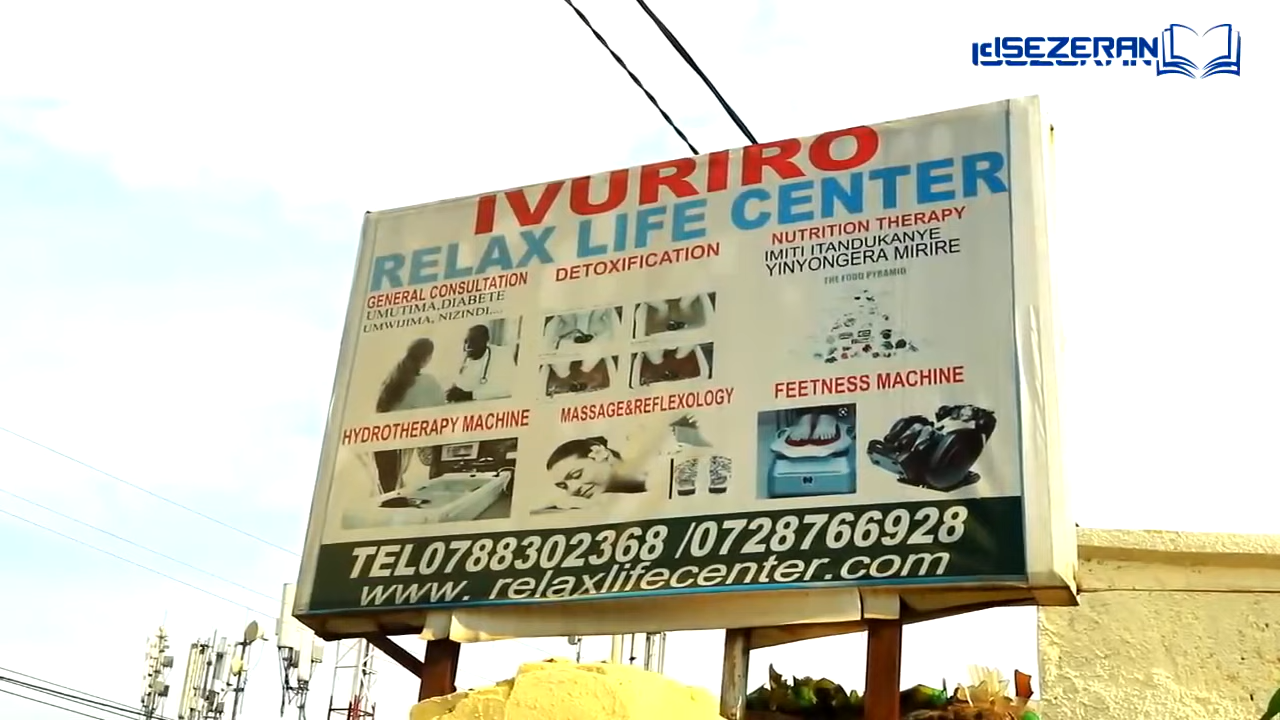 ISEZERANO
IVURIRO
RELAX LIFE CENTER
GENERAL CONSULTATION
UMUTIMA,DIABETE
UMWIJIMA, NIZINDI,...
DETOXIFICATION
NUTRITION THERAPY
IMITI ITANDUKANYE
YINYONGERA MIRIRE
THE FOOD PYRAMID
HYDROTHERAPY MACHINE
MASSAGE&REFLEXOLOGY
FEETNESS MACHINE
TEL0788302368 /0728766928
www. relaxlifecenter.com